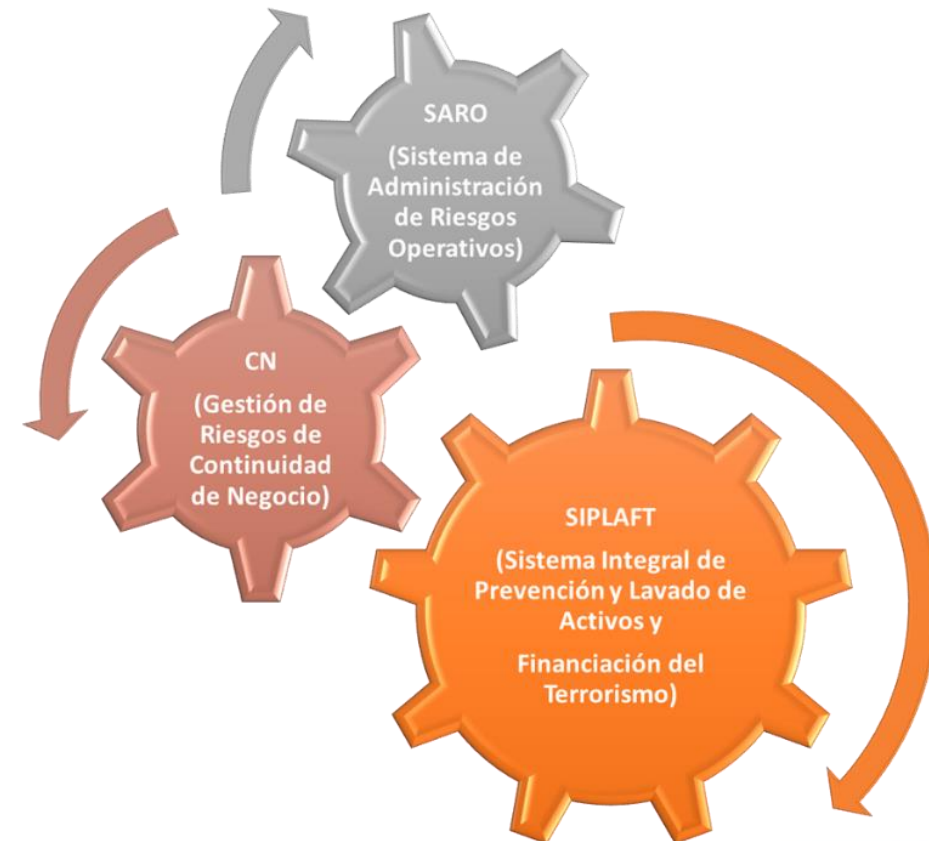 SARO
(Sistema de
Administración
de Riesgos
Operativos)
CN
(Gestión de
Riesgos de
Continuidad
de Negocio)
SIPLAFT
(Sistema Integral de
Prevención y Lavado de
Activos y
Financiación del
Terrorismo)